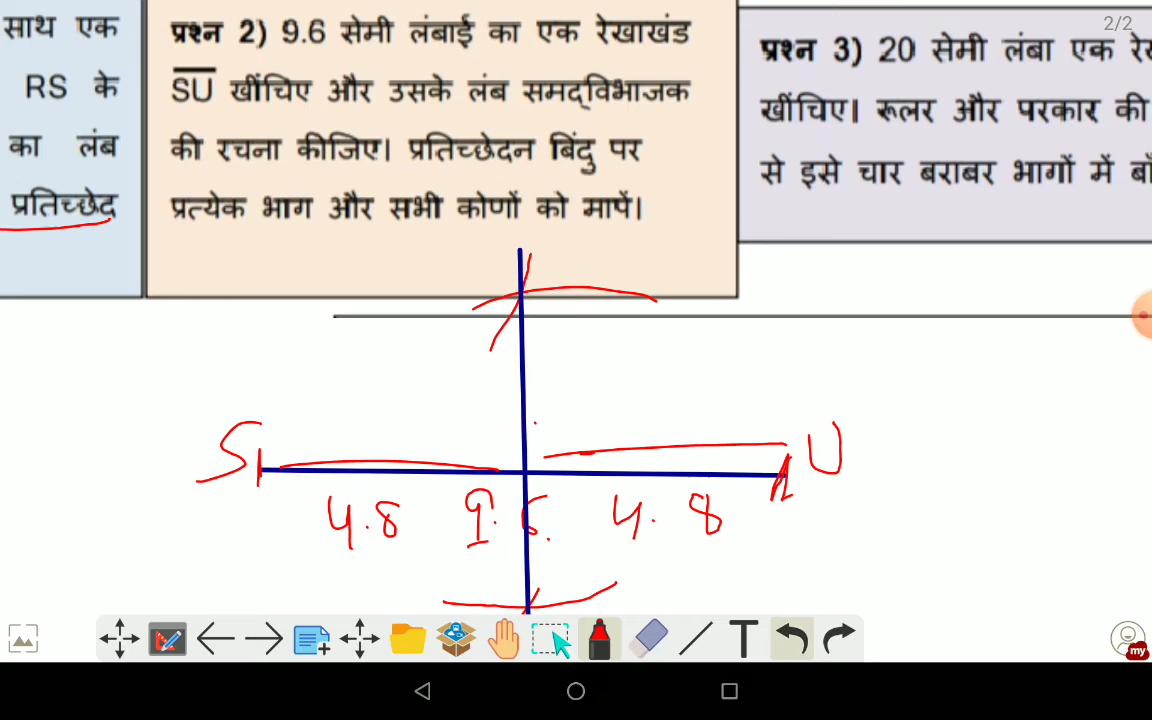 साथ एक
RS के
का लंब
प्रतिच्छेद
प्रश्न 2) 9.6 सेमी लंबाई का एक रेखाखंड
SU खींचिए और उसके लंब समद्विभाजक
की रचना कीजिए। प्रतिच्छेदन बिंदु पर
प्रत्येक भाग और सभी कोणों को मापें।
2/2
प्रश्न 3) 20 सेमी लंबा एक
खींचिए। रूलर और परकार की
से इसे चार बराबर भागों में
S U
4.8 9.6 4.8
T
my